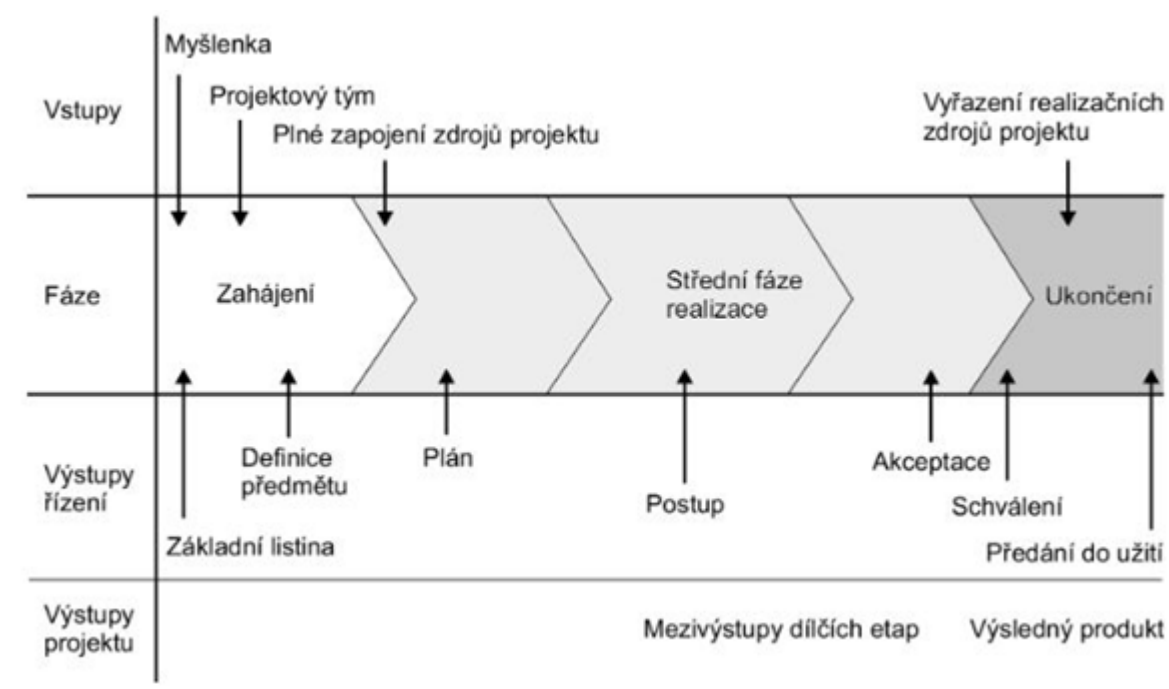 Myšlenka
Projektový tým
Vstupy
Plné zapojení zdrojů projektu
Vyřazení realizačních
zdrojů projektu
Fáze
Zahájení
Střední fáze
realizace
Ukončení
Výstupy
řízení
Definice
předmětu
Plán
Postup
Akceptace
Schválení
Základní listina
Předání do užití
Výstupy
projektu
Mezivýstupy dílčích etap
Výsledný produkt